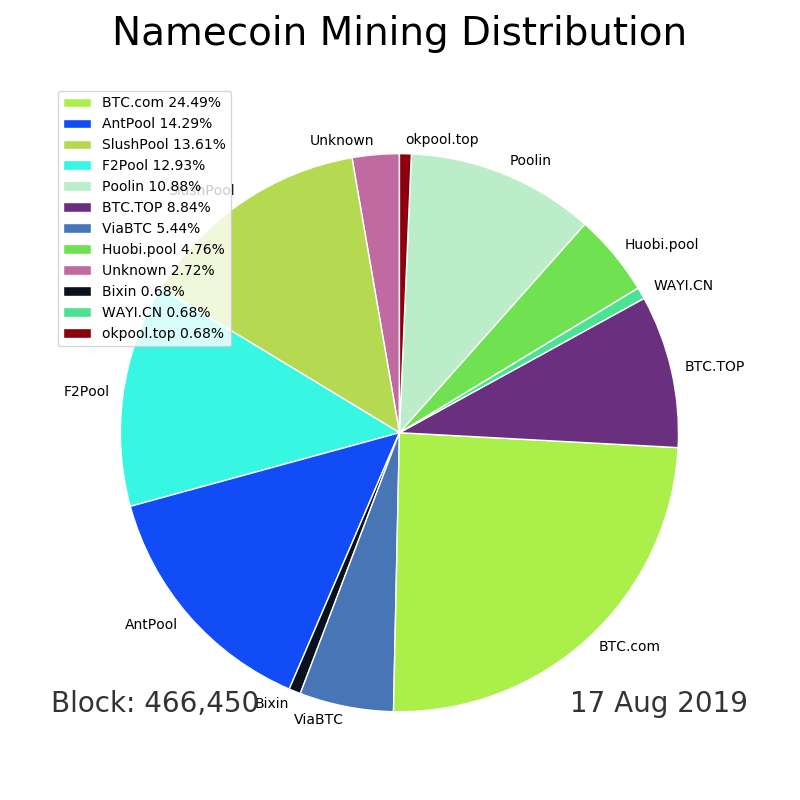 Namecoin Mining Distribution
BTC.com 24.49%
AntPool 14.29%
SlushPool 13.61%
F2Pool 12.93%
Poolin 10.88%
BTC.TOP 8.84%
ViaBTC 5.44%
Huobi.pool 4.76%
Unknown 2.72%
Bixin 0.68%
WAYI.CN 0.68%
okpool.top 0.68%
Unknown
okpool.top
Poolin
SlushPool
Huobi.pool
WAYI.CN
BTC.TOP
F2Pool
AntPool
BTC.com
Bixin
ViaBTC
Block: 466,450
17 Aug 2019